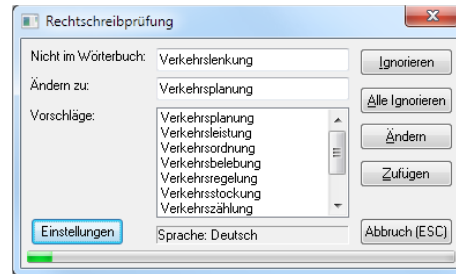 Rechtschreibprüfung
Nicht im Wörterbuch: Verkehrslenkung
Ignorieren
Ändern zu: Verkehrsplanung
Alle Ignorieren
Vorschläge:
Verkehrsplanung
Verkehrsleistung
Verkehrsordnung
Verkehrsbelebung
Verkehrsregelung
Verkehrsstockung
Verkehrszählung
Ändern
Zufügen
Einstellungen
Sprache: Deutsch
Abbruch (ESC)